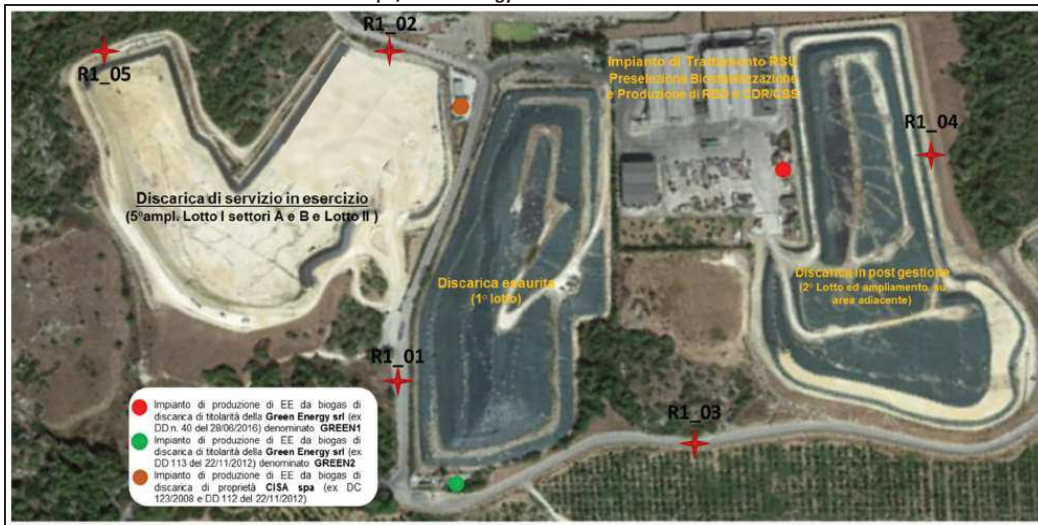 R1_02
R1_05
Impianto di Trattamento RSU
Preselezione Biostabilizzazione
e Produzione di RBD e CDR/CSS
R1_04
Discarica di servizio in esercizio
(5°ampl. Lotto I settori A e B e Lotto II )
Discarica esaurita
(1° lotto)
Discarica in post gestione
(2° Lotto ed ampliamento su
area adiacente)
R1_01
R1_03
Impianto di produzione di EE da biogas di
discarica di titolarità della Green Energy srl (ex
DD n. 40 del 28/06/2016) denominato GREEN1
Impianto di produzione di EE da biogas di
discarica di titolarità della Green Energy srl (ex
DD 113 del 22/11/2012) denominato GREEN2
Impianto di produzione di EE da biogas di
discarica di proprietà CISA spa (ex DC
123/2008 e DD 112 del 22/11/2012)